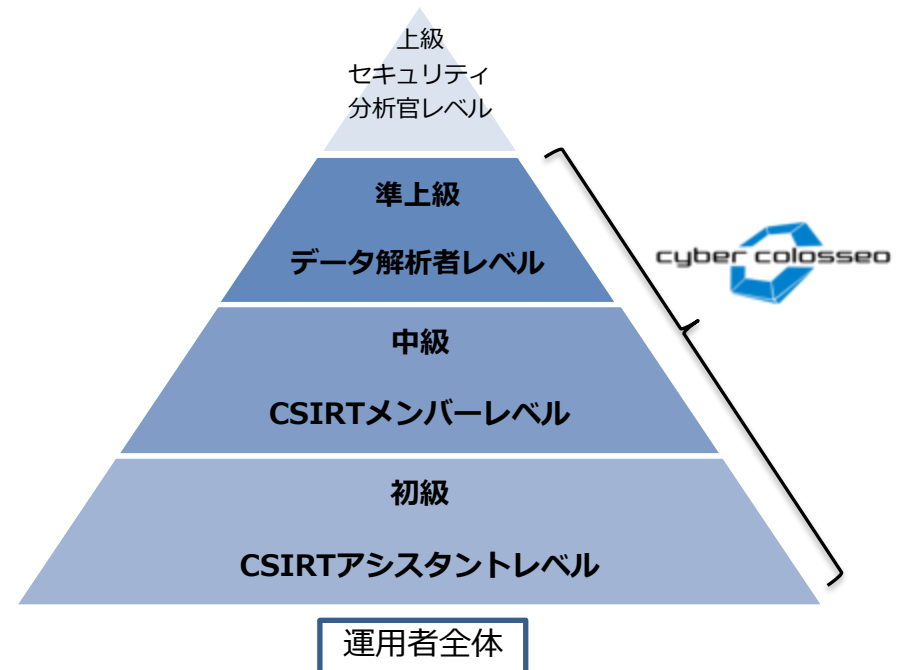 上級
セキュリティ
分析官レベル
準上級
データ解析者レベル
cyber colosseo
中級
CSIRTメンバーレベル
初級
CSIRTアシスタントレベル
運用者全体